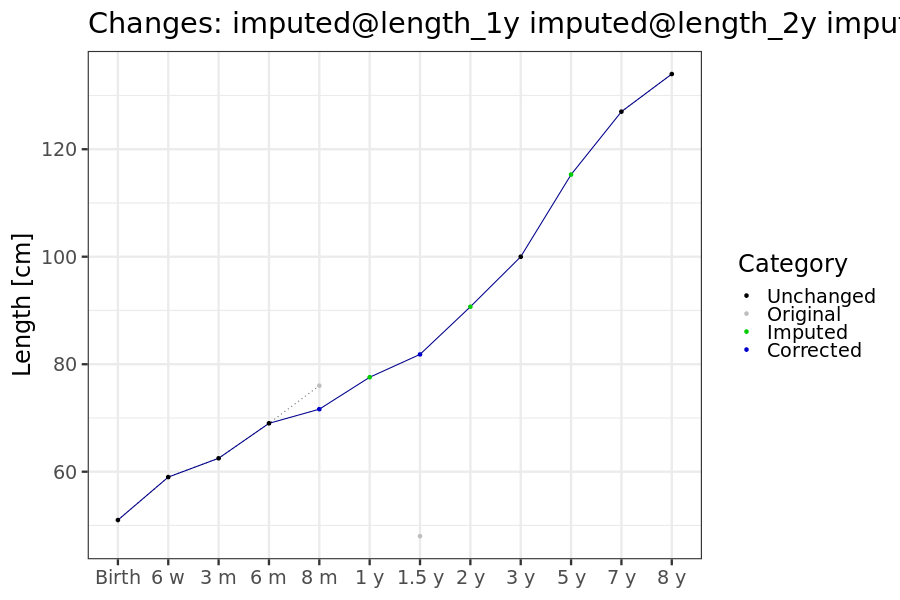 Changes: imputed@length_1y imputed@length_2y
Length [cm]
120
100
80
60
Birth 6 w 3 m 6 m 8 m 1 y 1.5 y 2 y 3 y 5 y 7 y 8 y
Category
Unchanged
Original
Imputed
Corrected